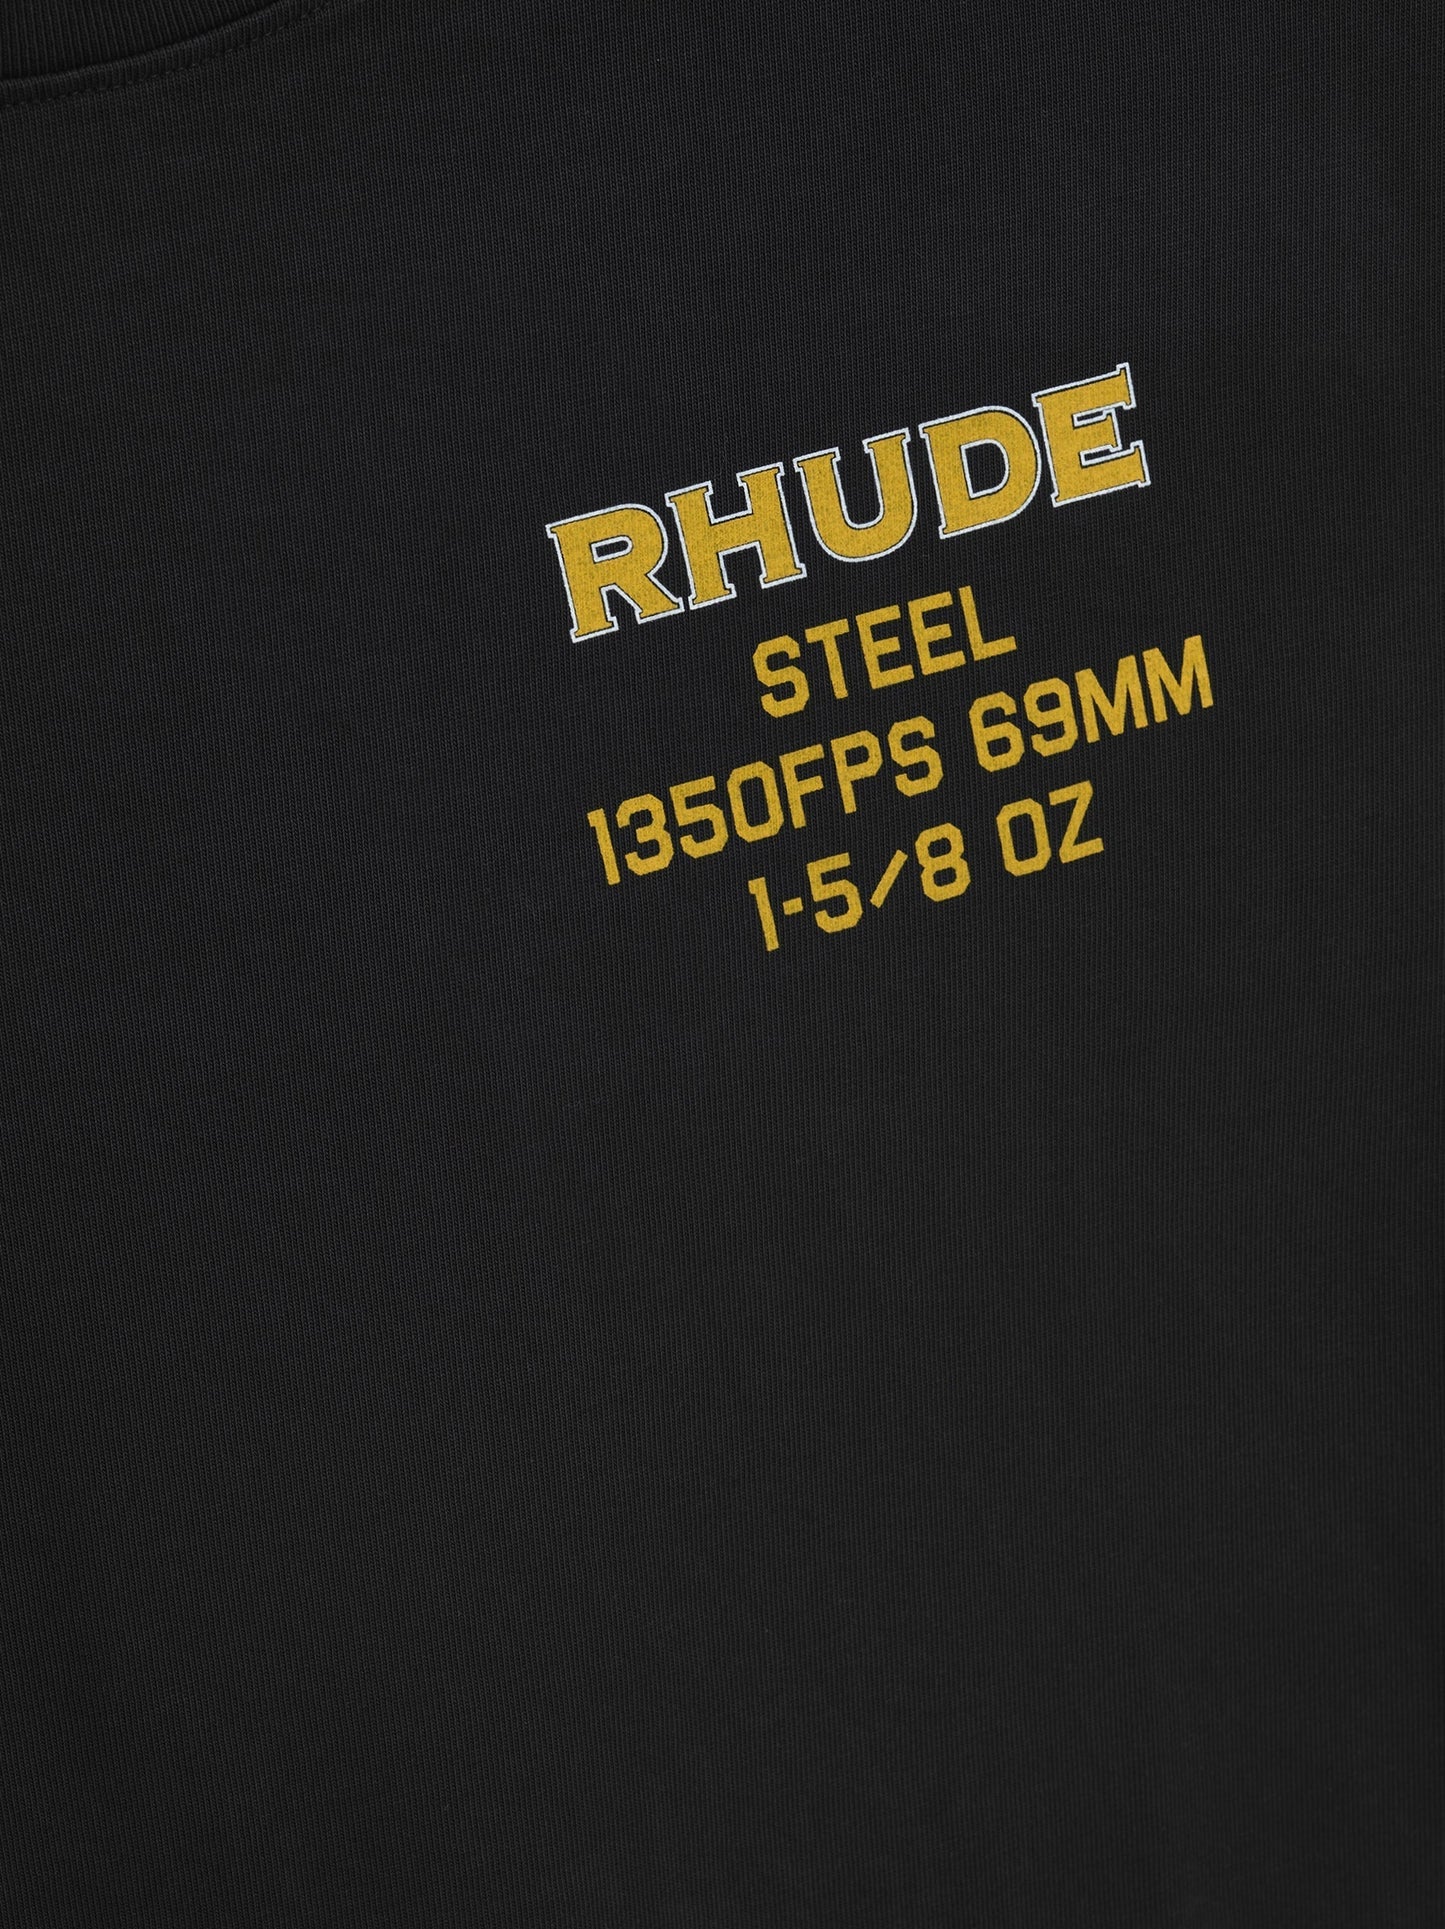 RHUDE
STEEL
1350FPS 69MM
1-5/8 OZ